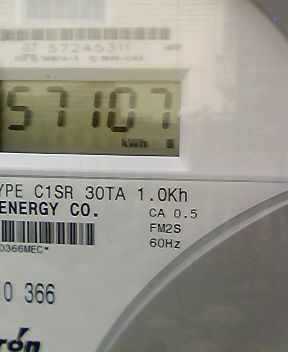 07 57245311
57107
kWh
YPE C1SR 30TA 1.0Kh
ENERGY CO.
CA 0.5
FM2S
60Hz
0366MEC*
0 366
rón